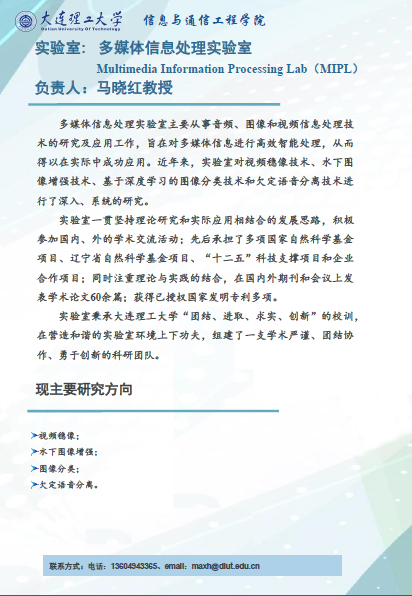 大连理工大学 信息与通信工程学院
Dalian University Of Technology
实验室: 多媒体信息处理实验室
Multimedia Information Processing Lab（MIPL）
负责人：马晓红教授
多媒体信息处理实验室主要从事音频、图像和视频信息处理技
术的研究及应用工作，旨在对多媒体信息进行高效智能处理，从而
得以在实际中成功应用。近年来，实验室对视频稳像技术、水下图
像增强技术、基于深度学习的图像分类技术和欠定语音分离技术进
行了深入、系统的研究。
实验室一贯坚持理论研究和实际应用相结合的发展思路，积极
参加国内、外的学术交流活动；先后承担了多项国家自然科学基金
项目、辽宁省自然科学基金项目、“十二五”科技支撑项目和企业
合作项目；同时注重理论与实践的结合，在国内外期刊和会议上发
表学术论文60余篇；获得已授权国家发明专利多项。
实验室秉承大连理工大学“团结、进取、求实、创新”的校训，
在营造和谐的实验室环境上下功夫，组建了一支学术严谨、团结协
作、勇于创新的科研团队。
现主要研究方向
➢视频稳像；
➢水下图像增强；
➢图像分类；
➢欠定语音分离。
联系方式：电话：13604943365、email：maxh@dlut.edu.cn